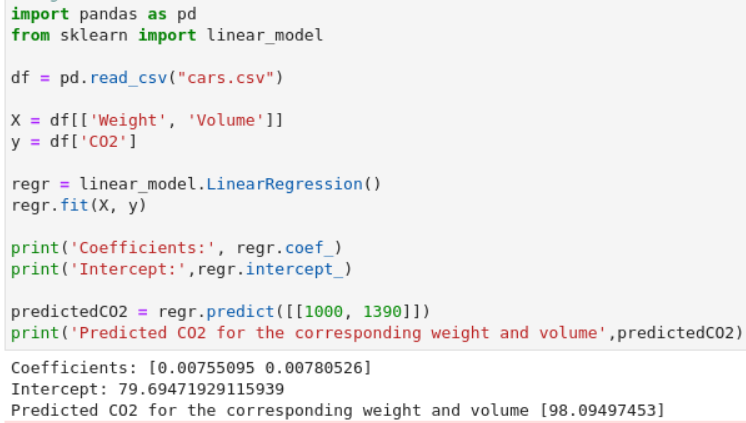 import pandas as pd
from sklearn import linear_model
df = pd.read_csv("cars.csv")
X = df[['Weight', 'Volume']]
y = df['CO2']
regr = linear_model.LinearRegression()
regr.fit(X, y)
print('Coefficients:', regr.coef_)
print('Intercept:',regr.intercept_)
predictedCO2 = regr.predict([[1000, 1390]])
print('Predicted CO2 for the corresponding weight and volume',predictedCO2)
Coefficients: [0.00755095 0.00780526]
Intercept: 79.69471929115939
Predicted CO2 for the corresponding weight and volume [98.09497453]